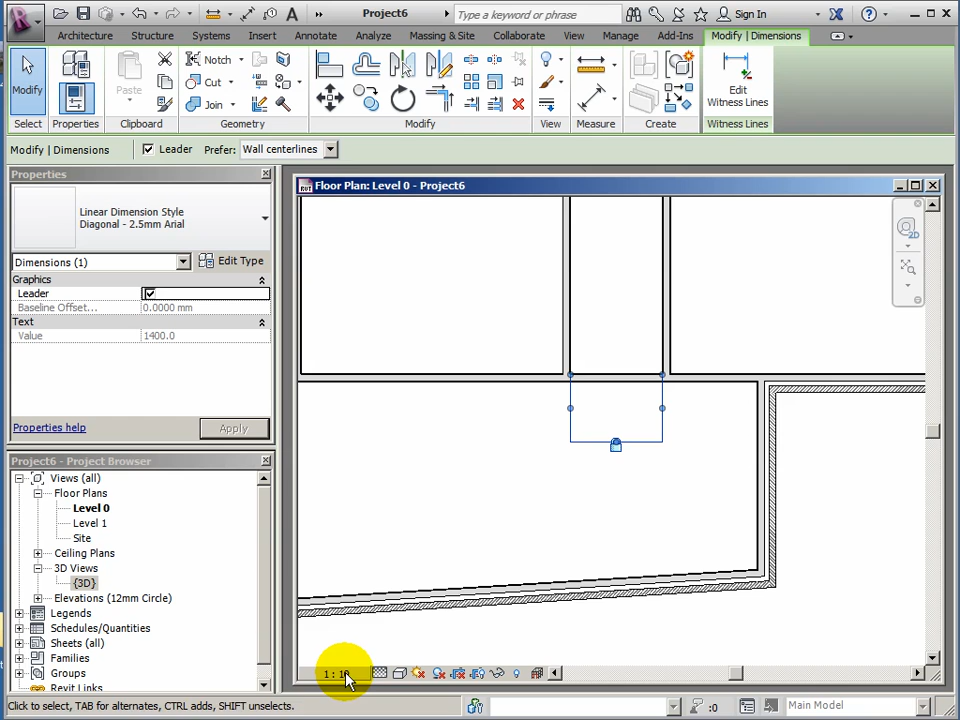 Project6
Type a keyword or phrase
Sign In
Architecture Structure Systems Insert Annotate Analyze Massing & Site Collaborate View Manage Add-Ins Modify | Dimensions
Modify
Properties
Paste
Notch
Cut
Join
Edit
Witness Lines
Select Properties Clipboard Geometry Modify View Measure Create Witness Lines
Modify | Dimensions Leader Prefer: Wall centerlines
Properties
Linear Dimension Style
Diagonal - 2.5mm Arial
Dimensions (1) Edit Type
Graphics
Leader
Baseline Offset... 0.0000 mm
Text
Value 1400.0
Properties help Apply
Project6 - Project Browser
Views (all)
Floor Plans
Level 0
Level 1
Site
Ceiling Plans
3D Views
{3D}
Elevations (12mm Circle)
Legends
Schedules/Quantities
Sheets (all)
Families
Groups
Revit Links
Floor Plan: Level 0 - Project6
2D
Click to select, TAB for alternates, CTRL adds, SHIFT unselects.
:0
Main Model